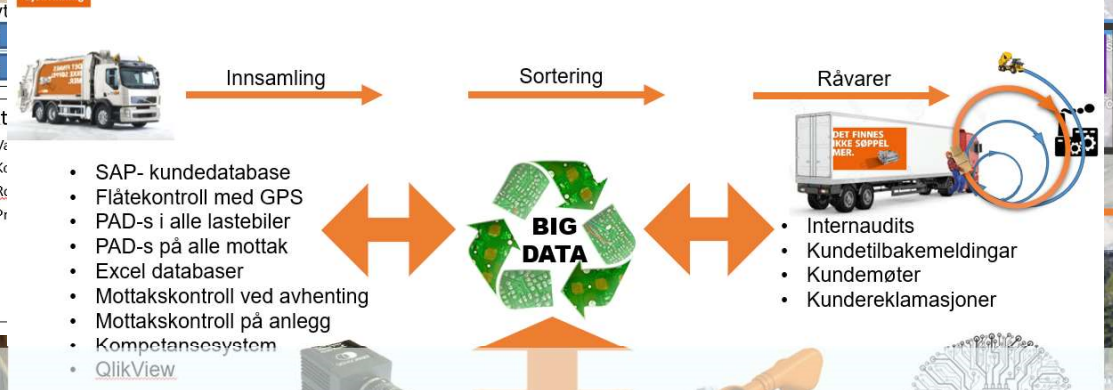 Innsamling
Sortering
Råvarer
DET FINNES
IKKE SØPPEL
MER.
• SAP- kundedatabase
• Flåtekontroll med GPS
• PAD-s i alle lastebiler
• PAD-s på alle mottak
• Excel databaser
• Mottakskontroll ved avhenting
• Mottakskontroll på anlegg
• Kompetansesystem
• QlikView
BIG
DATA
• Internaudits
• Kundetilbakemeldingar
• Kundemøter
• Kundereklamasjoner